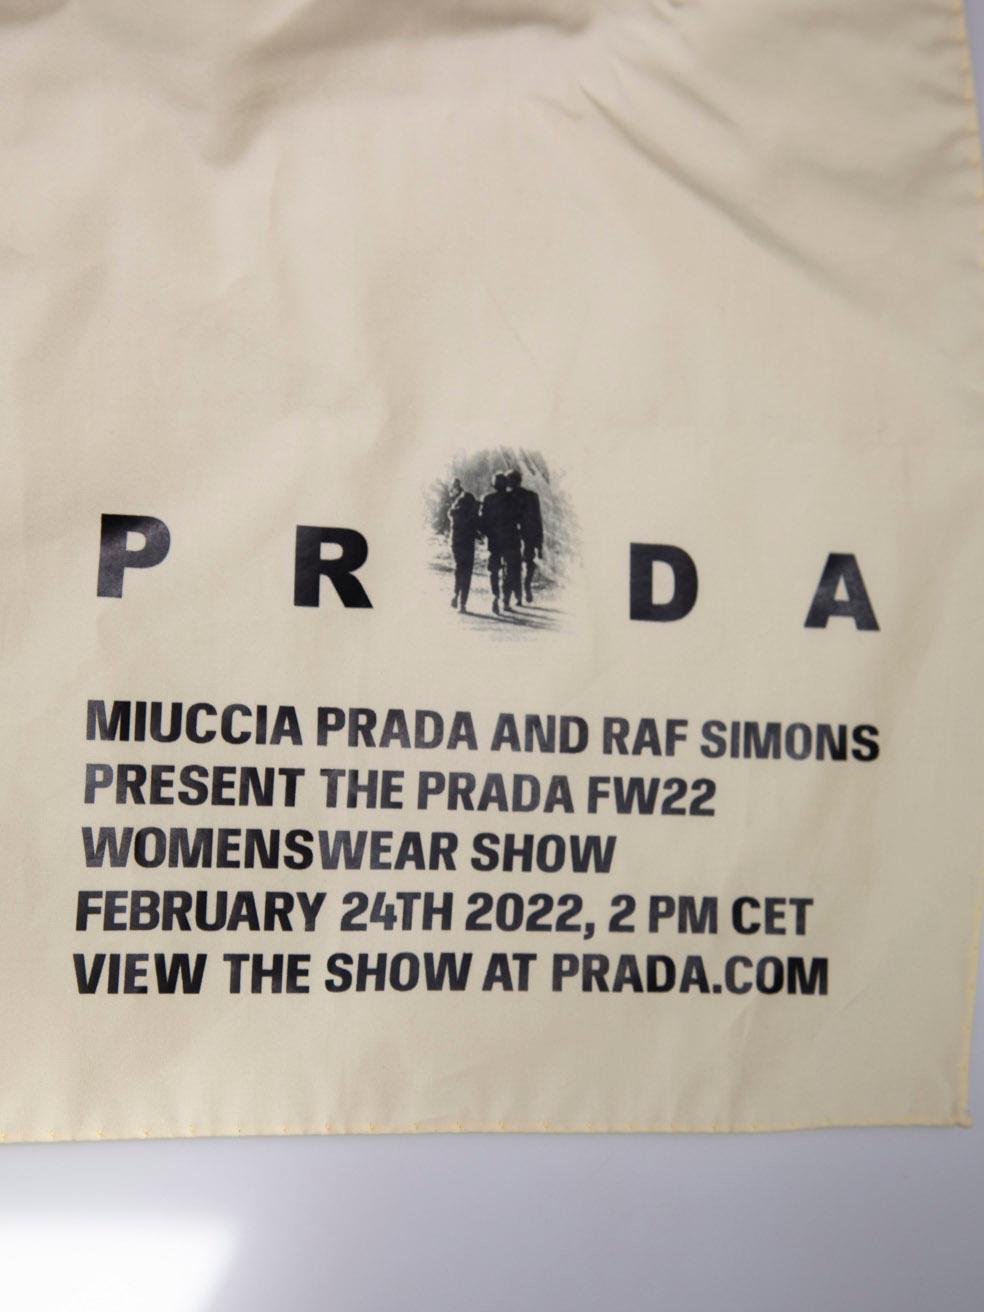 PR DA
MIUCCIA PRADA AND RAF SIMONS
PRESENT THE PRADA FW22
WOMENSWEAR SHOW
FEBRUARY 24TH 2022, 2 PM CET
VIEW THE SHOW AT PRADA.COM